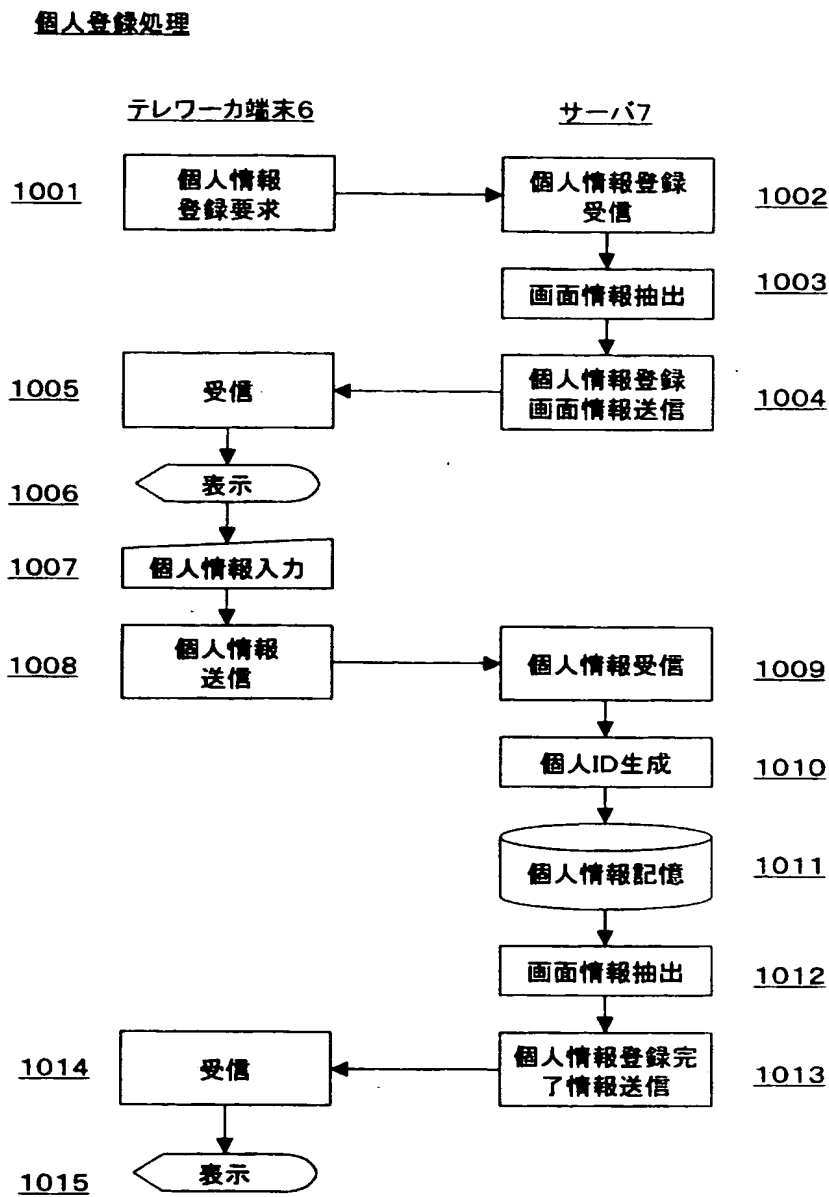 個人登録処理
テレワーカ端末6
サーバ7
1001
個人情報
登録要求
個人情報登録
受信
1002
画面情報抽出
1003
1005
受信
個人情報登録
画面情報送信
1004
1006
表示
1007
個人情報入力
1008
個人情報
送信
個人情報受信
1009
個人ID生成
1010
個人情報記憶
1011
画面情報抽出
1012
1014
受信
個人情報登録完
了情報送信
1013
1015
表示